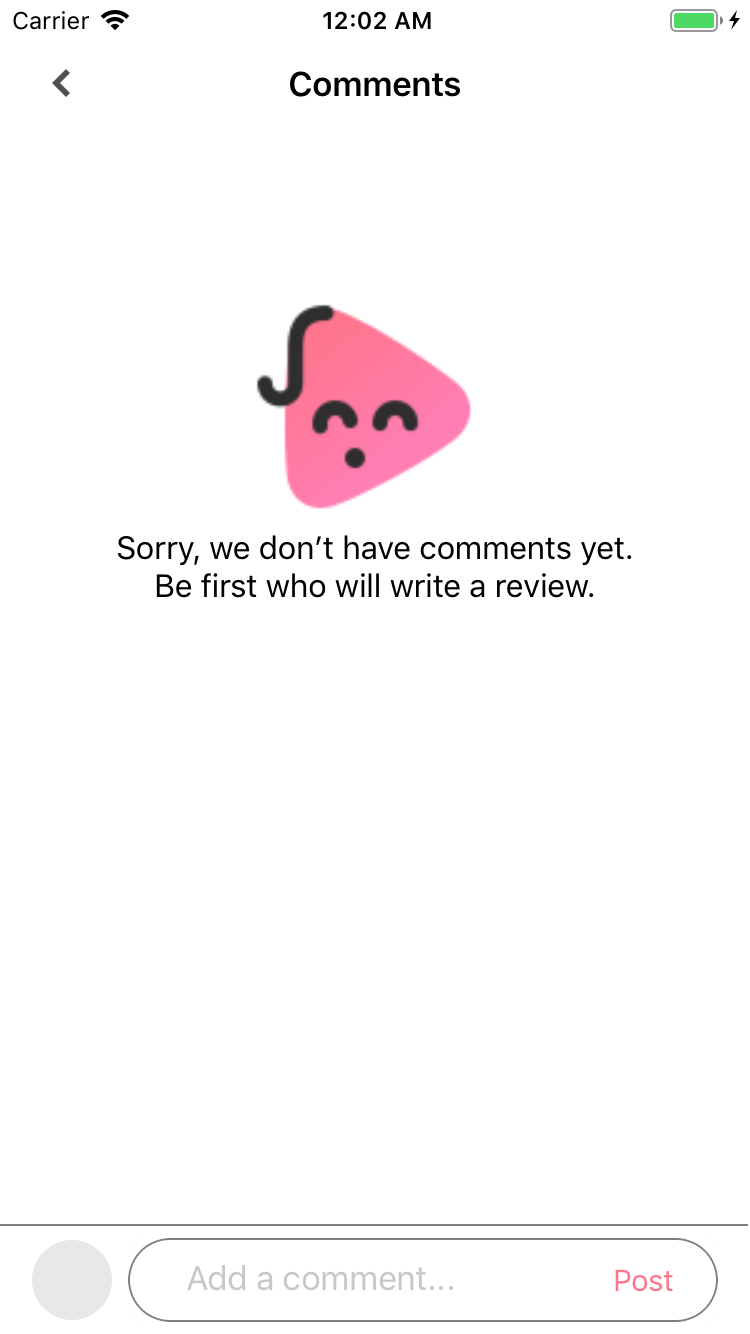 Carrier 12:02 AM
Comments
Sorry, we don’t have comments yet.
Be first who will write a review.
Add a comment... Post